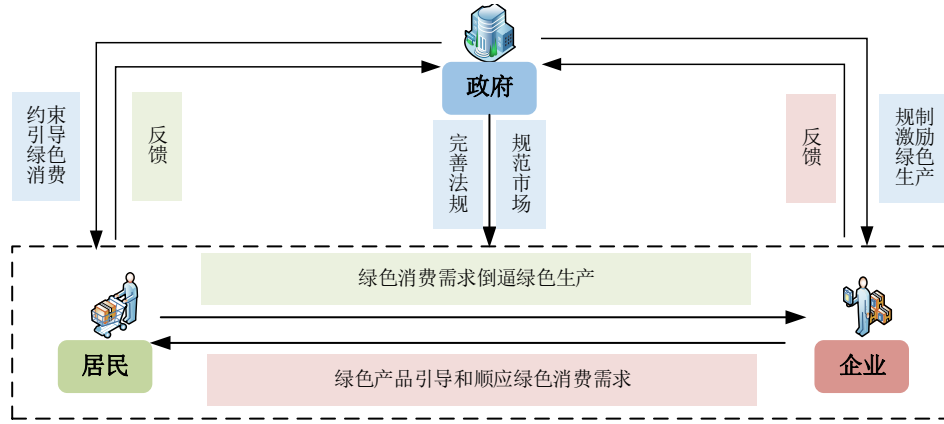 政府
约束
引导
绿色
消费
反馈
完善法规
规范市场
反馈
规制
激励
绿色
生产
绿色消费需求倒逼绿色生产
居民
企业
绿色产品引导和顺应绿色消费需求